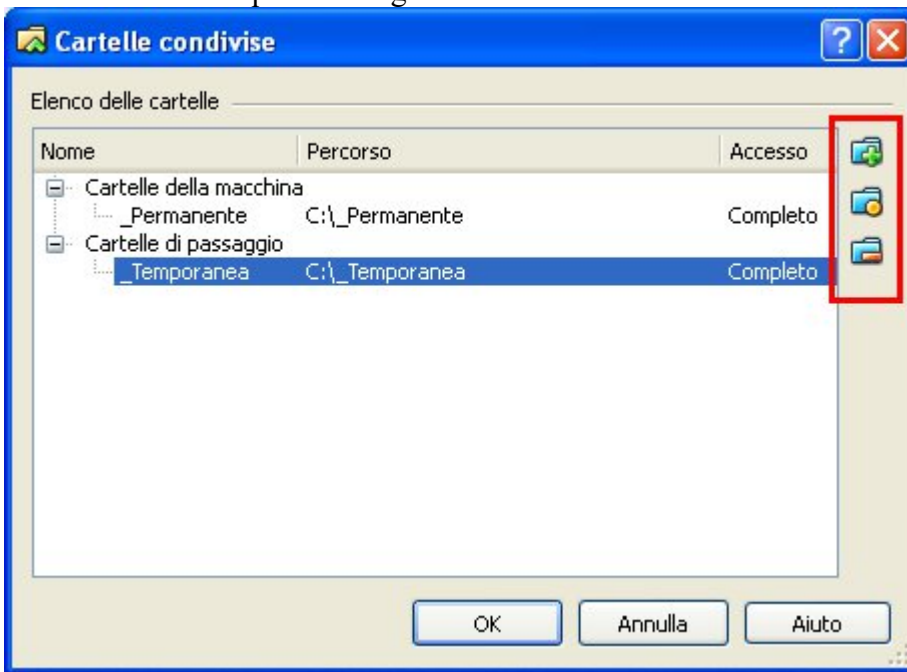 Cartelle condivise
Elenco delle cartelle
Nome Percorso Accesso
Cartelle della macchina
_Permanente C:\_Permanente Completo
Cartelle di passaggio
_Temporanea C:\_Temporanea Completo
OK Annulla Aiuto